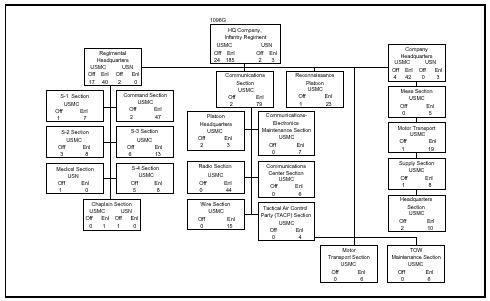 1096G
HQ Company,
Infantry Regiment
USMC USN
Off Enl Off Enl
24 185 2 3
Regimental
Headquarters
USMC USN
Off Enl Off Enl
17 40 2 0
Communications
Section
USMC
Off Enl
2 79
Reconnaissance
Platoon
USMC
Off Enl
1 23
Company
Headquarters
USMC USN
Off Enl Off Enl
4 42 0 3
S-1 Section
USMC
Off Enl
1 7
Command Section
USMC
Off Enl
2 47
S-2 Section
USMC
Off Enl
3 8
S-3 Section
USMC
Off Enl
6 13
Medical Section
USN
Off Enl
1 0
S-4 Section
USMC
Off Enl
5 8
Chaplain Section
USMC USN
Off Enl Off Enl
0 1 1 0
Platoon
Headquarters
USMC
Off Enl
2 3
Communications-
Electronics
Maintenance Section
USMC
Off Enl
0 7
Radio Section
USMC
Off Enl
0 44
Communications
Center Section
USMC
Off Enl
0 6
Wire Section
USMC
Off Enl
0 15
Tactical Air Control
Party (TACP) Section
USMC
Off Enl
0 4
Mess Section
USMC
Off Enl
0 5
Motor Transport
USMC
Off Enl
1 19
Supply Section
USMC
Off Enl
1 8
Headquarters
Section
USMC
Off Enl
2 10
Motor
Transport Section
USMC
Off Enl
0 6
TOW
Maintenance Section
USMC
Off Enl
0 6